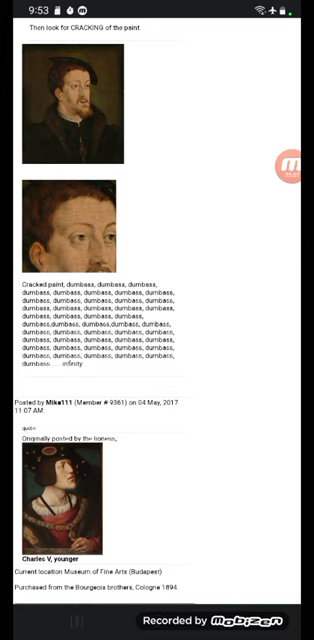 9:53
Then look for CRACKING of the paint.
Cracked paint, dumbass, dumbass, dumbass,
dumbass, dumbass, dumbass, dumbass, dumbass,
dumbass, dumbass, dumbass, dumbass, dumbass,
dumbass, dumbass, dumbass, dumbass, dumbass,
dumbass, dumbass, dumbass, dumbass,
dumbass,dumbass, dumbass,dumbass, dumbass,
dumbass, dumbass, dumbass, dumbass, dumbass,
dumbass, dumbass, dumbass, dumbass, dumbass,
dumbass, dumbass, dumbass, dumbass, dumbass,
dumbass, dumbass, dumbass, dumbass, dumbass,
dumbass...... infinity
Posted by Mike111 (Member # 9361) on 04 May, 2017
11:07 AM:
quote:
Originally posted by the lioness,
Charles V, younger
Current location Museum of Fine Arts (Budapest)
Purchased from the Bourgeois brothers, Cologne 1894
Recorded by mobizen